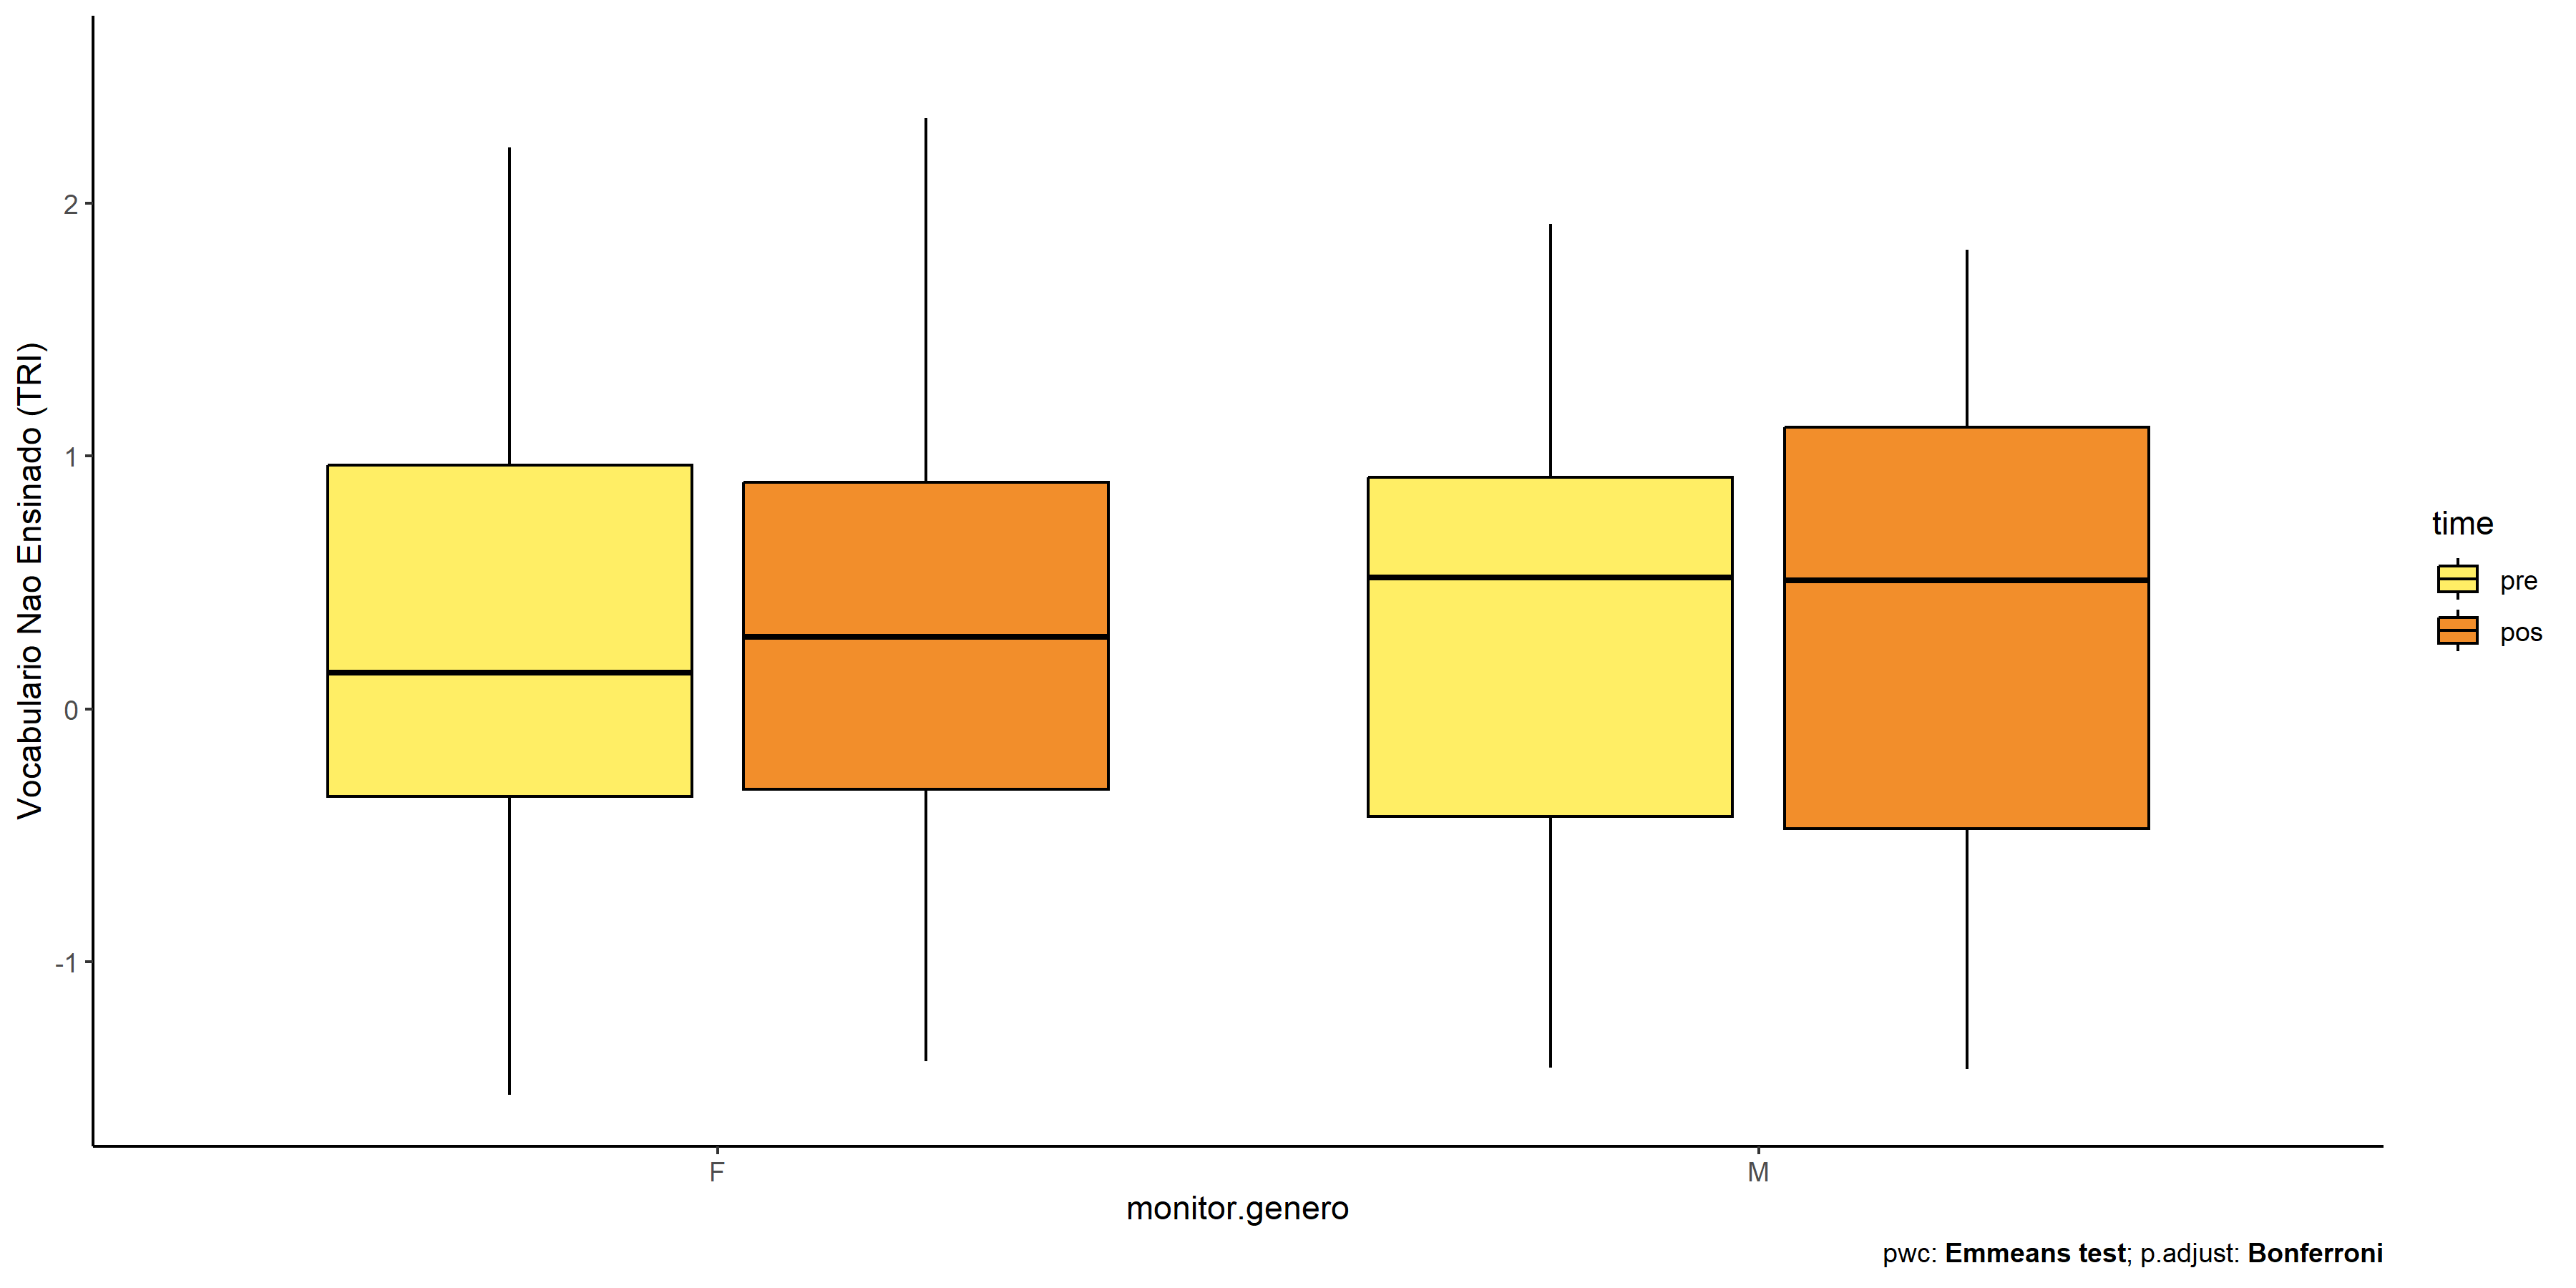 Vocabulario Nao Ensinado (TRI)
2
1
0
-1
F
M
monitor.genero
time
pre
pos
pwc: Emmeans test; p.adjust: Bonferroni